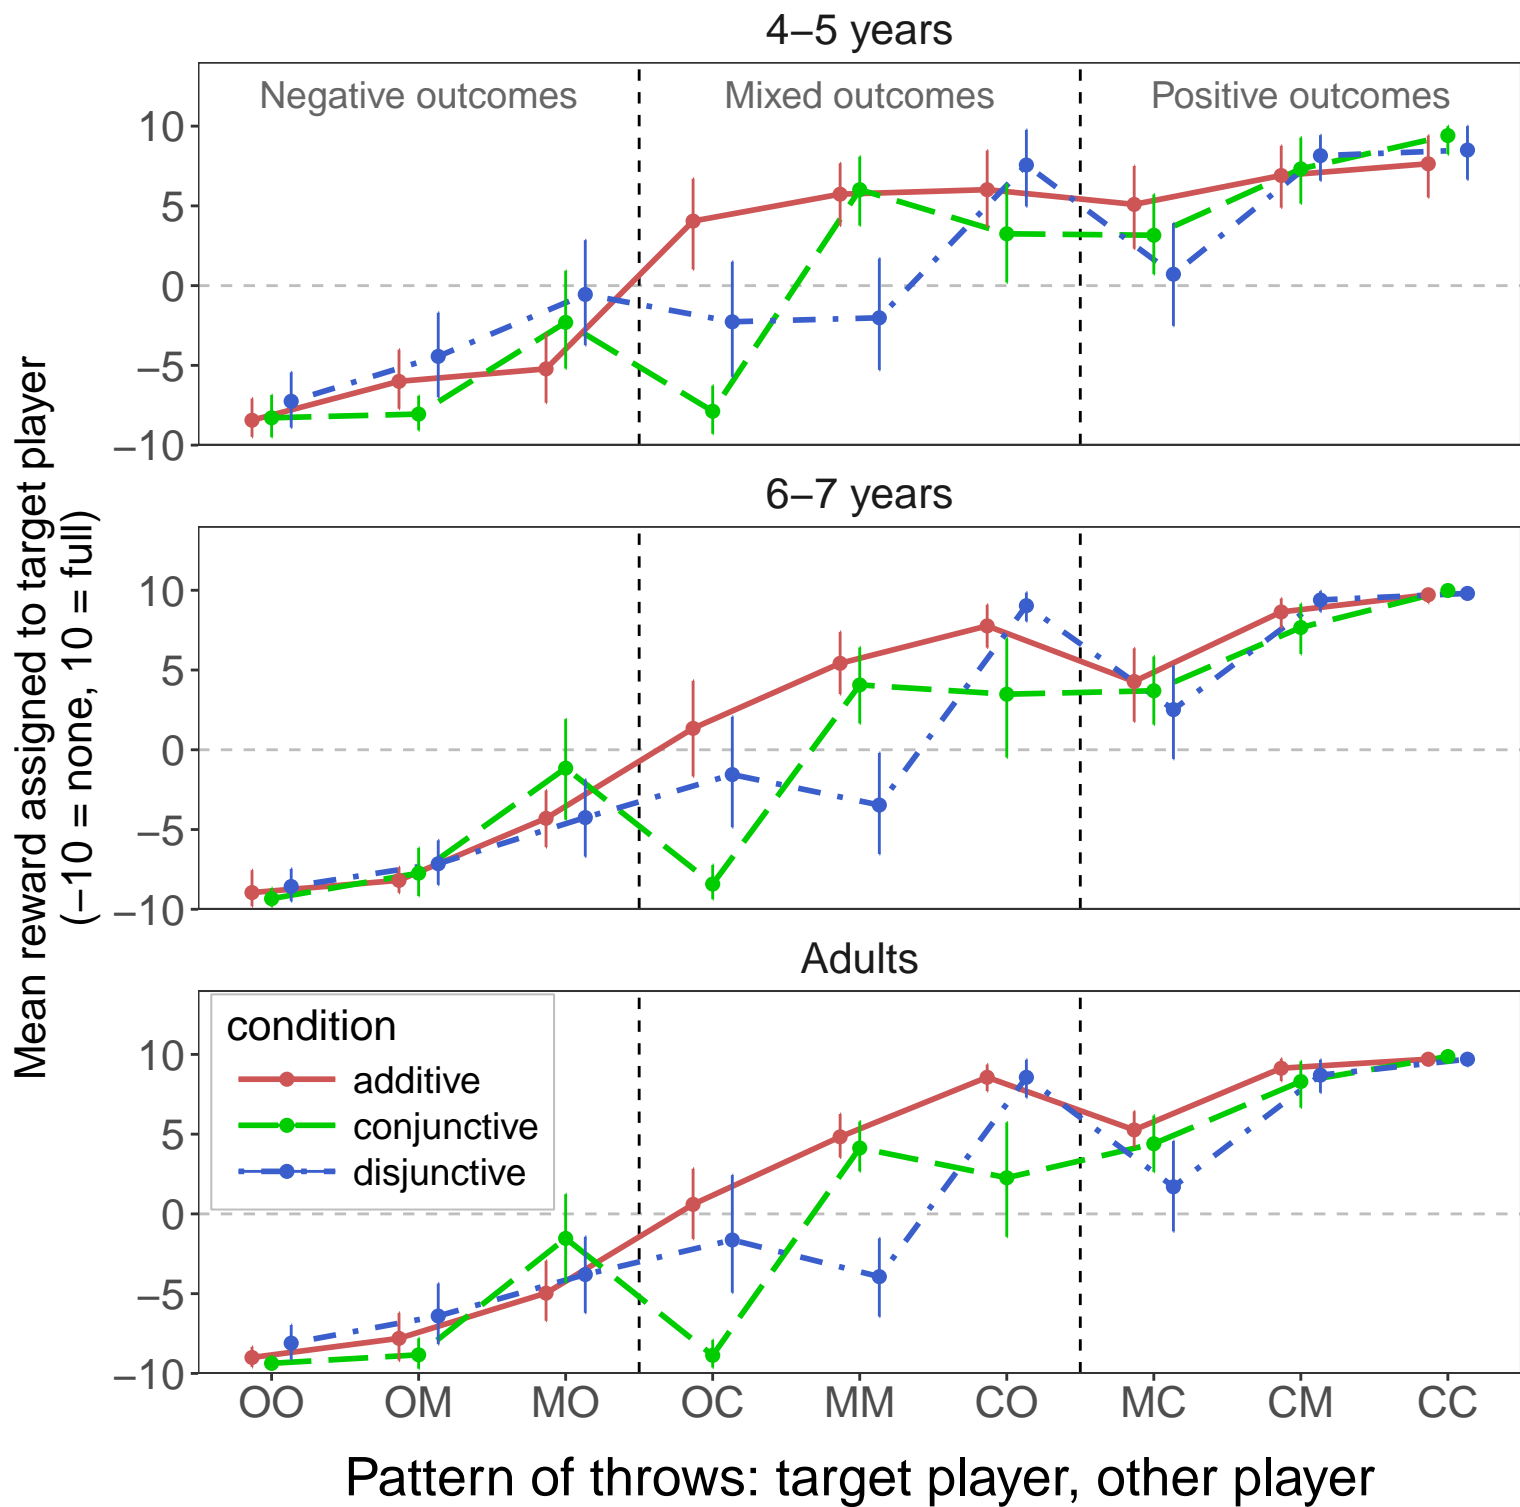 4–5 years
Negative outcomes
Mixed outcomes
Positive outcomes
10
5
0
−5
−10
6–7 years
10
5
0
−5
−10
Adults
10
5
0
−5
−10
condition
additive
conjunctive
disjunctive
OO OM MO OC MM CO MC CM CC
Pattern of throws: target player, other player
Mean reward assigned to target player
(−10 = none, 10 = full)